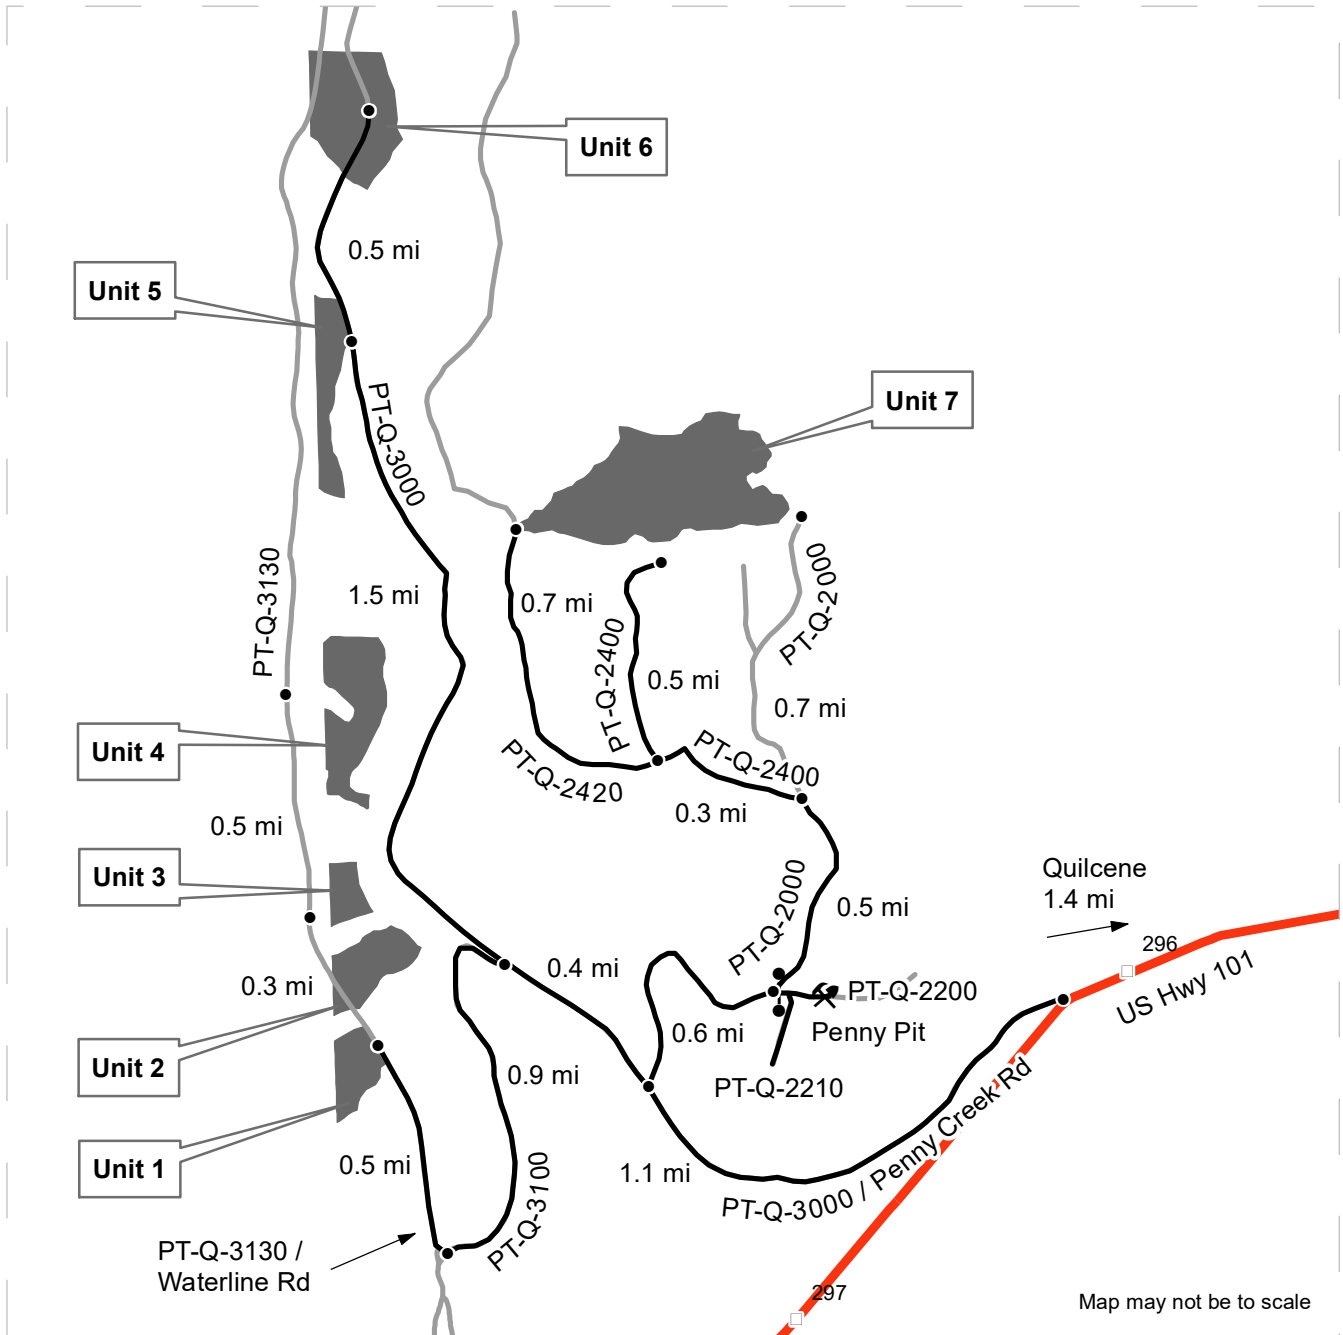 Unit 6
0.5 mi
Unit 5
PT-Q-3000
Unit 7
PT-Q-3130
1.5 mi
0.7 mi
PT-Q-2400
0.5 mi
PT-Q-2000
0.7 mi
Unit 4
PT-Q-2420
PT-Q-2400
0.3 mi
0.5 mi
Unit 3
PT-Q-2000
0.5 mi
Quilcene
1.4 mi
296
US Hwy 101
0.4 mi
0.3 mi
PT-Q-2200
Penny Pit
0.6 mi
Unit 2
0.9 mi
PT-Q-2210
Unit 1
0.5 mi
1.1 mi
PT-Q-3100
PT-Q-3000 / Penny Creek Rd
PT-Q-3130 /
Waterline Rd
297
Map may not be to scale